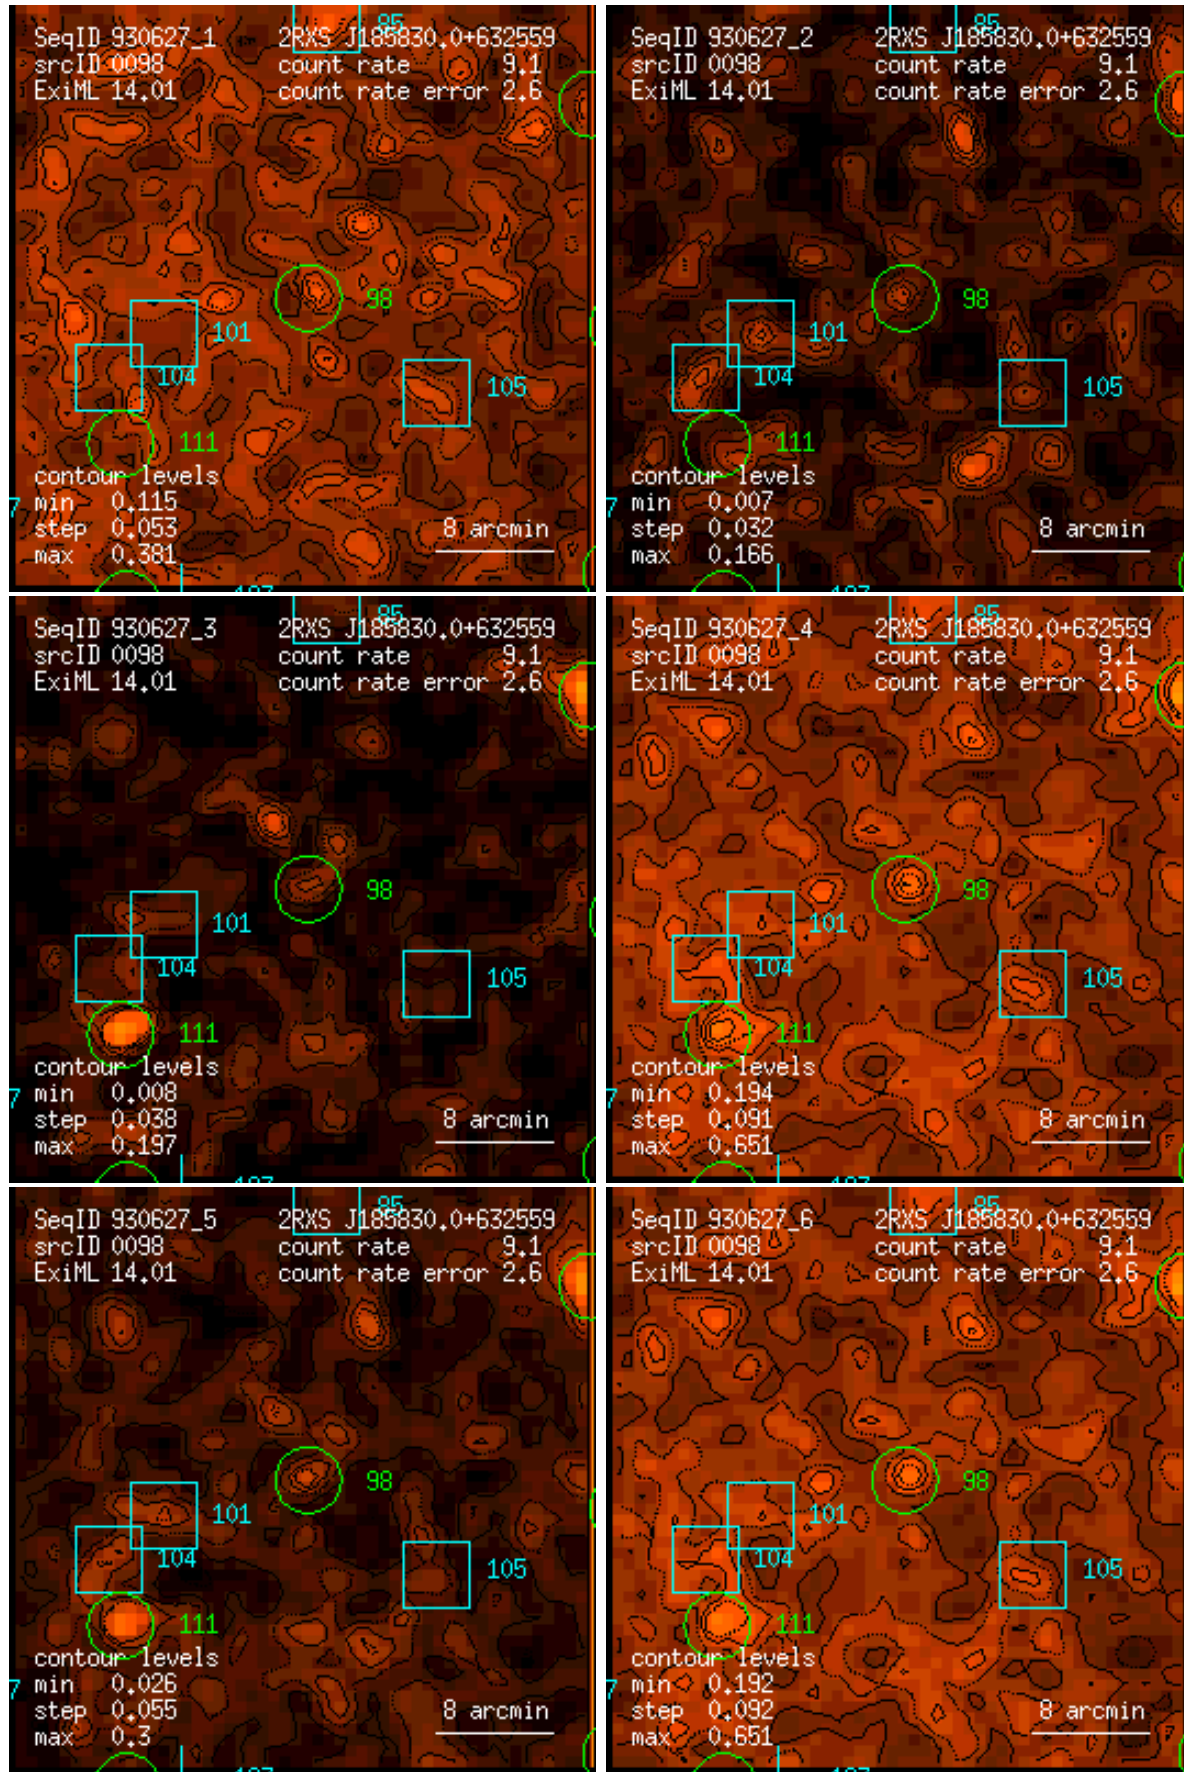 85
SeqID 930627_1 2RXS J185830.0+632559
srcID 0098 count rate 9.1
ExiML 14.01 count rate error 2.6
98
101
104
105
111
contour levels
min 0.115
7
step 0.053
8 arcmin
max 0.381
85
SeqID 930627_2 2RXS J185830.0+632559
srcID 0098 count rate 9.1
ExiML 14.01 count rate error 2.6
98
101
104
105
111
contour levels
min 0.007
7
step 0.032
8 arcmin
max 0.166
85
SeqID 930627_3 2RXS J185830.0+632559
srcID 0098 count rate 9.1
ExiML 14.01 count rate error 2.6
98
101
104
105
111
contour levels
min 0.008
7
step 0.038
8 arcmin
max 0.197
85
SeqID 930627_4 2RXS J185830.0+632559
srcID 0098 count rate 9.1
ExiML 14.01 count rate error 2.6
98
101
104
105
111
contour levels
min 0.194
7
step 0.091
8 arcmin
max 0.651
85
SeqID 930627_5 2RXS J185830.0+632559
srcID 0098 count rate 9.1
ExiML 14.01 count rate error 2.6
98
101
104
105
111
contour levels
min 0.026
7
step 0.055
8 arcmin
max 0.3
85
SeqID 930627_6 2RXS J185830.0+632559
srcID 0098 count rate 9.1
ExiML 14.01 count rate error 2.6
98
101
104
105
111
contour levels
min 0.192
7
step 0.092
8 arcmin
max 0.651